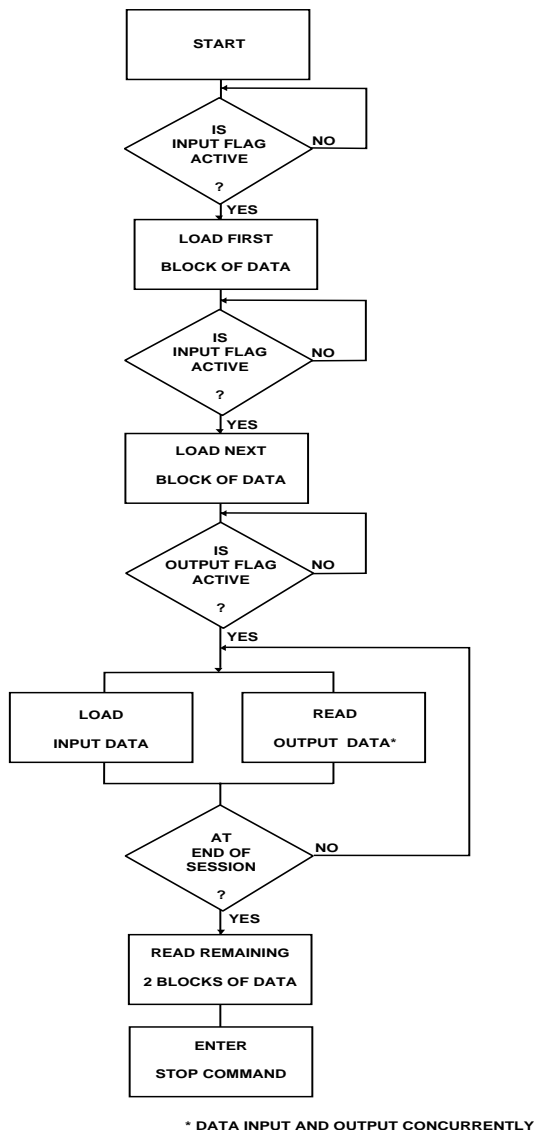 START
IS
INPUT FLAG
ACTIVE
NO
?
YES
LOAD FIRST
BLOCK OF DATA
IS
INPUT FLAG
ACTIVE
NO
?
YES
LOAD NEXT
BLOCK OF DATA
IS
OUTPUT FLAG
ACTIVE
NO
?
YES
LOAD
INPUT DATA
READ
OUTPUT DATA*
AT
END OF
SESSION
NO
?
YES
READ REMAINING
2 BLOCKS OF DATA
ENTER
STOP COMMAND
* DATA INPUT AND OUTPUT CONCURRENTLY